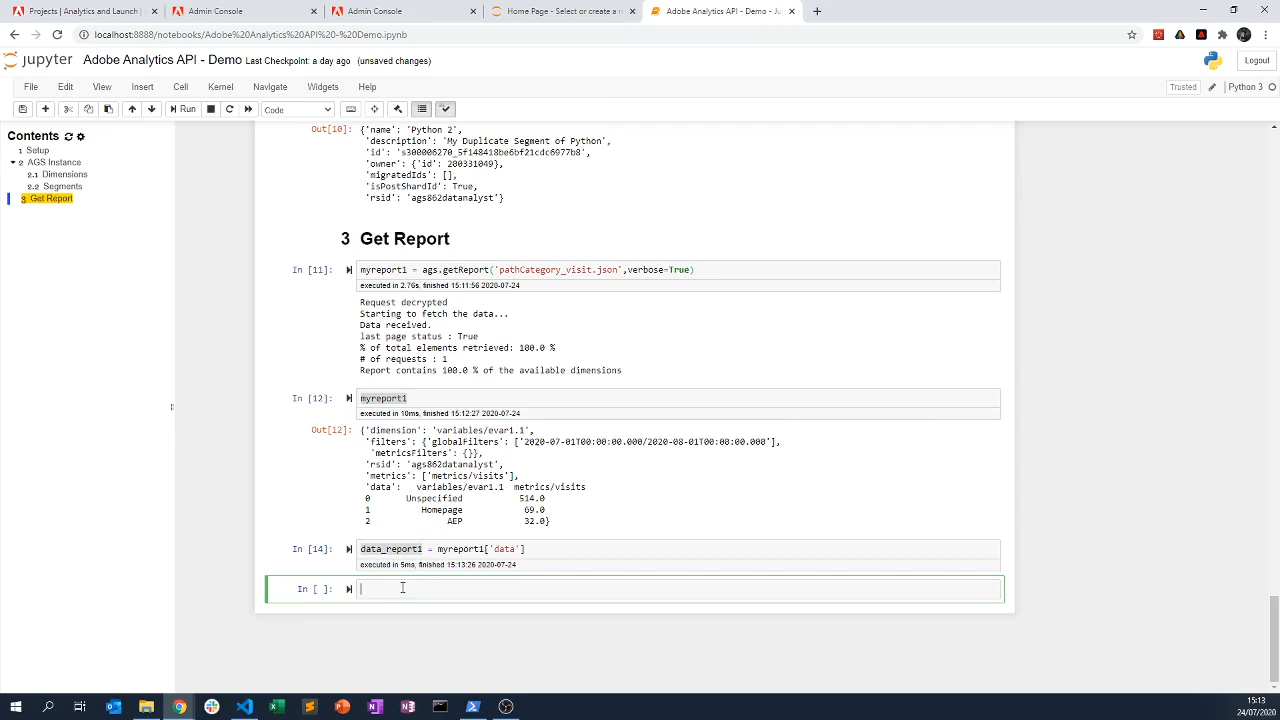 Projects | Analytics and Launch |
Admin Console
Admin Console
Home Page - Select or create a n
Adobe Analytics API - Demo - Ju
localhost:8888/notebooks/Adobe%20Analytics%20API%20-%20Demo.ipynb
jupyter Adobe Analytics API - Demo Last Checkpoint: a day ago (unsaved changes)
Logout
File Edit View Insert Cell Kernel Navigate Widgets Help
Trusted
Python 3
Run
Code
Contents
1 Setup
2 AGS Instance
2.1 Dimensions
2.2 Segments
3 Get Report
Out[10]: {'name': 'Python 2',
'description': 'My Duplicate Segment of Python',
'id': 's300006270_5f148418be6bf21cdc6977b8',
'owner': {'id': 200331049},
'migratedIds': [],
'isPostShardId': True,
'rsid': 'ags862datanalyst'}
3 Get Report
In [11]: myreport1 = ags.getReport('pathCategory_visit.json',verbose=True)
executed in 2.76s, finished 15:11:56 2020-07-24
Request decrypted
Starting to fetch the data...
Data received.
last page status : True
% of total elements retrieved: 100.0 %
# of requests : 1
Report contains 100.0 % of the available dimensions
In [12]: myreport1
executed in 10ms, finished 15:12:27 2020-07-24
Out[12]: {'dimension': 'variables/evar1.1',
'filters': {'globalFilters': ['2020-07-01T00:00:00.000/2020-08-01T00:00:00.000'],
'metricsFilters': {}},
'rsid': 'ags862datanalyst',
'metrics': ['metrics/visits'],
'data': variables/evar1.1 metrics/visits
0 Unspecified 514.0
1 Homepage 69.0
2 AEP 32.0}
In [14]: data_report1 = myreport1['data']
executed in 5ms, finished 15:13:26 2020-07-24
In [ ]:
15:13
24/07/2020